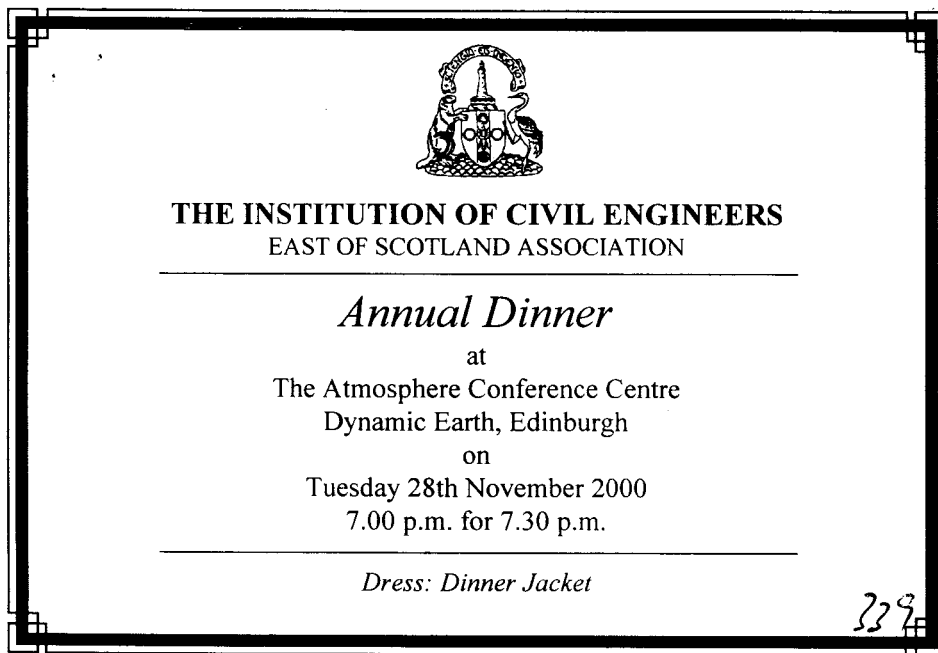 THE INSTITUTION OF CIVIL ENGINEERS
EAST OF SCOTLAND ASSOCIATION
Annual Dinner
at
The Atmosphere Conference Centre
Dynamic Earth, Edinburgh
on
Tuesday 28th November 2000
7.00 p.m. for 7.30 p.m.
Dress: Dinner Jacket
339